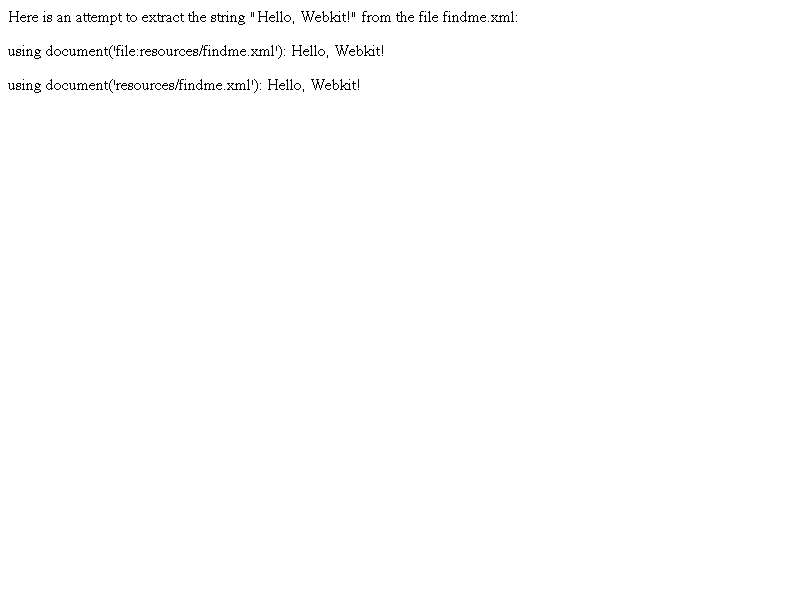 Here is an attempt to extract the string "Hello, Webkit!" from the file findme.xml:
using document('file:resources/findme.xml'): Hello, Webkit!
using document('resources/findme.xml'): Hello, Webkit!